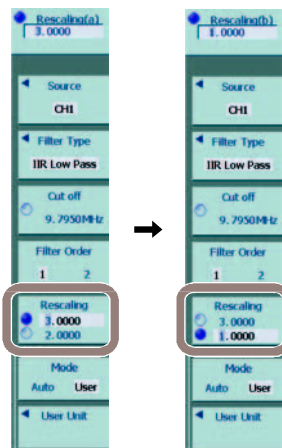 Rescaling(a)
3.0000
Source
CH1
Filter Type
IIR Low Pass
Cut off
9.7950MHz
Filter Order
1 2
Rescaling
3.0000
2.0000
Mode
Auto User
User Unit
Rescaling(b)
1.0000
Source
CH1
Filter Type
IIR Low Pass
Cut off
9.7950MHz
Filter Order
1 2
Rescaling
3.0000
1.0000
Mode
Auto User
User Unit